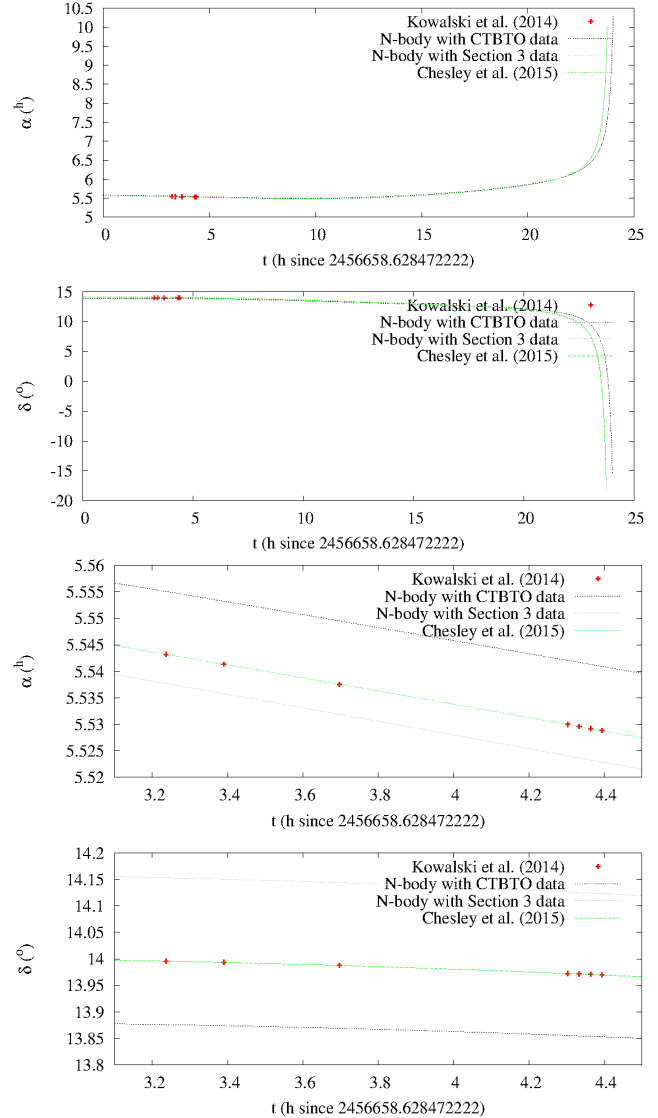 10.5
10
9.5
9
8.5
8
7.5
7
6.5
6
5.5
5
α (h)
Kowalski et al. (2014)
N-body with CTBTO data
N-body with Section 3 data
Chesley et al. (2015)
0 5 10 15 20 25
t (h since 2456658.628472222)
15
10
5
0
-5
-10
-15
-20
δ (o)
Kowalski et al. (2014)
N-body with CTBTO data
N-body with Section 3 data
Chesley et al. (2015)
0 5 10 15 20 25
t (h since 2456658.628472222)
5.56
5.555
5.55
5.545
5.54
5.535
5.53
5.525
5.52
α (h)
Kowalski et al. (2014)
N-body with CTBTO data
N-body with Section 3 data
Chesley et al. (2015)
3.2 3.4 3.6 3.8 4 4.2 4.4
t (h since 2456658.628472222)
14.2
14.15
14.1
14.05
14
13.95
13.9
13.85
13.8
δ (o)
Kowalski et al. (2014)
N-body with CTBTO data
N-body with Section 3 data
Chesley et al. (2015)
3.2 3.4 3.6 3.8 4 4.2 4.4
t (h since 2456658.628472222)